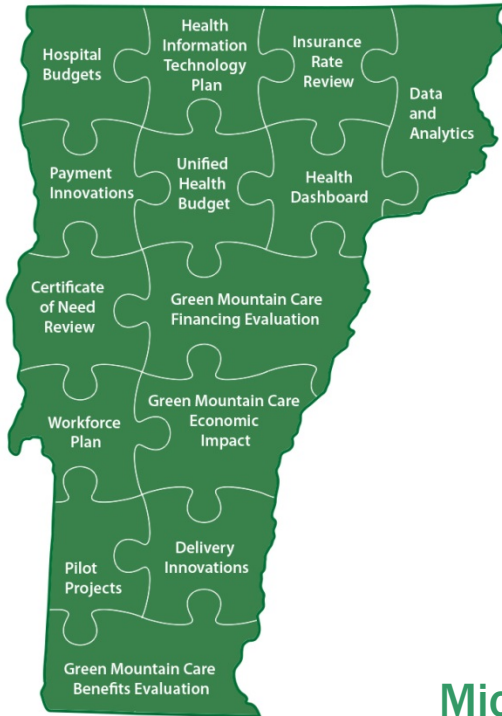 Hospital
Budgets
Health
Information
Technology
Plan
Insurance
Rate
Review
Data
and
Analytics
Payment
Innovations
Unified
Health
Budget
Health
Dashboard
Certificate
of Need
Review
Green Mountain Care
Financing Evaluation
Workforce
Plan
Green Mountain Care
Economic
Impact
Pilot
Projects
Delivery
Innovations
Green Mountain Care
Benefits Evaluation